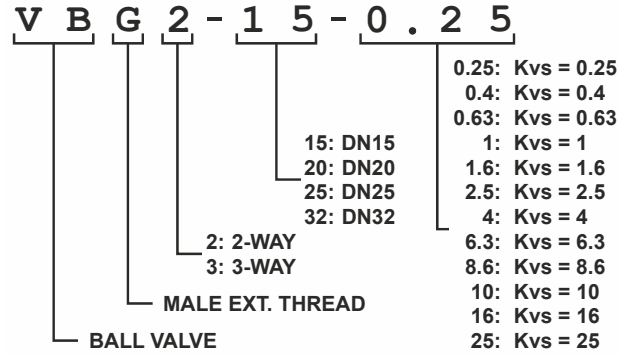 V B G 2 - 1 5 - 0 . 2 5
0.25: Kvs = 0.25
0.4: Kvs = 0.4
0.63: Kvs = 0.63
1: Kvs = 1
1.6: Kvs = 1.6
2.5: Kvs = 2.5
4: Kvs = 4
6.3: Kvs = 6.3
8.6: Kvs = 8.6
10: Kvs = 10
16: Kvs = 16
25: Kvs = 25
15: DN15
20: DN20
25: DN25
32: DN32
2: 2-WAY
3: 3-WAY
MALE EXT. THREAD
BALL VALVE